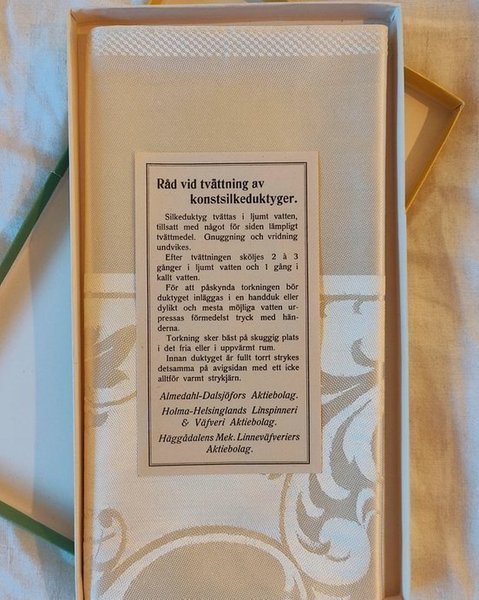 Råd vid tvättning av
konstsilkeduktyger.
Silkeduktyg tvättas i ljumt vatten,
tillsatt med något för siden lämpligt
tvättmedel. Gnuggning och vridning
undvikes.
Efter tvättningen sköljes 2 à 3
gånger i ljumt vatten och 1 gång i
kallt vatten.
För att påskynda torkningen bör
duktyget inläggas i en handduk eller
dylikt och mesta möjliga vatten ur-
pressas förmedelst tryck med hän-
derna.
Torkning sker bäst på skuggig plats
i det fria eller i uppvärmt rum.
Innan duktyget är fullt torrt strykes
detsamma på avigsidan med ett icke
alltför varmt strykjärn.
Almedahl-Dalsjöfors Aktiebolag.
Holma-Helsinglands Linspinneri
& Väfveri Aktiebolag.
Häggådalens Mek. Linneväfveriers
Aktiebolag.